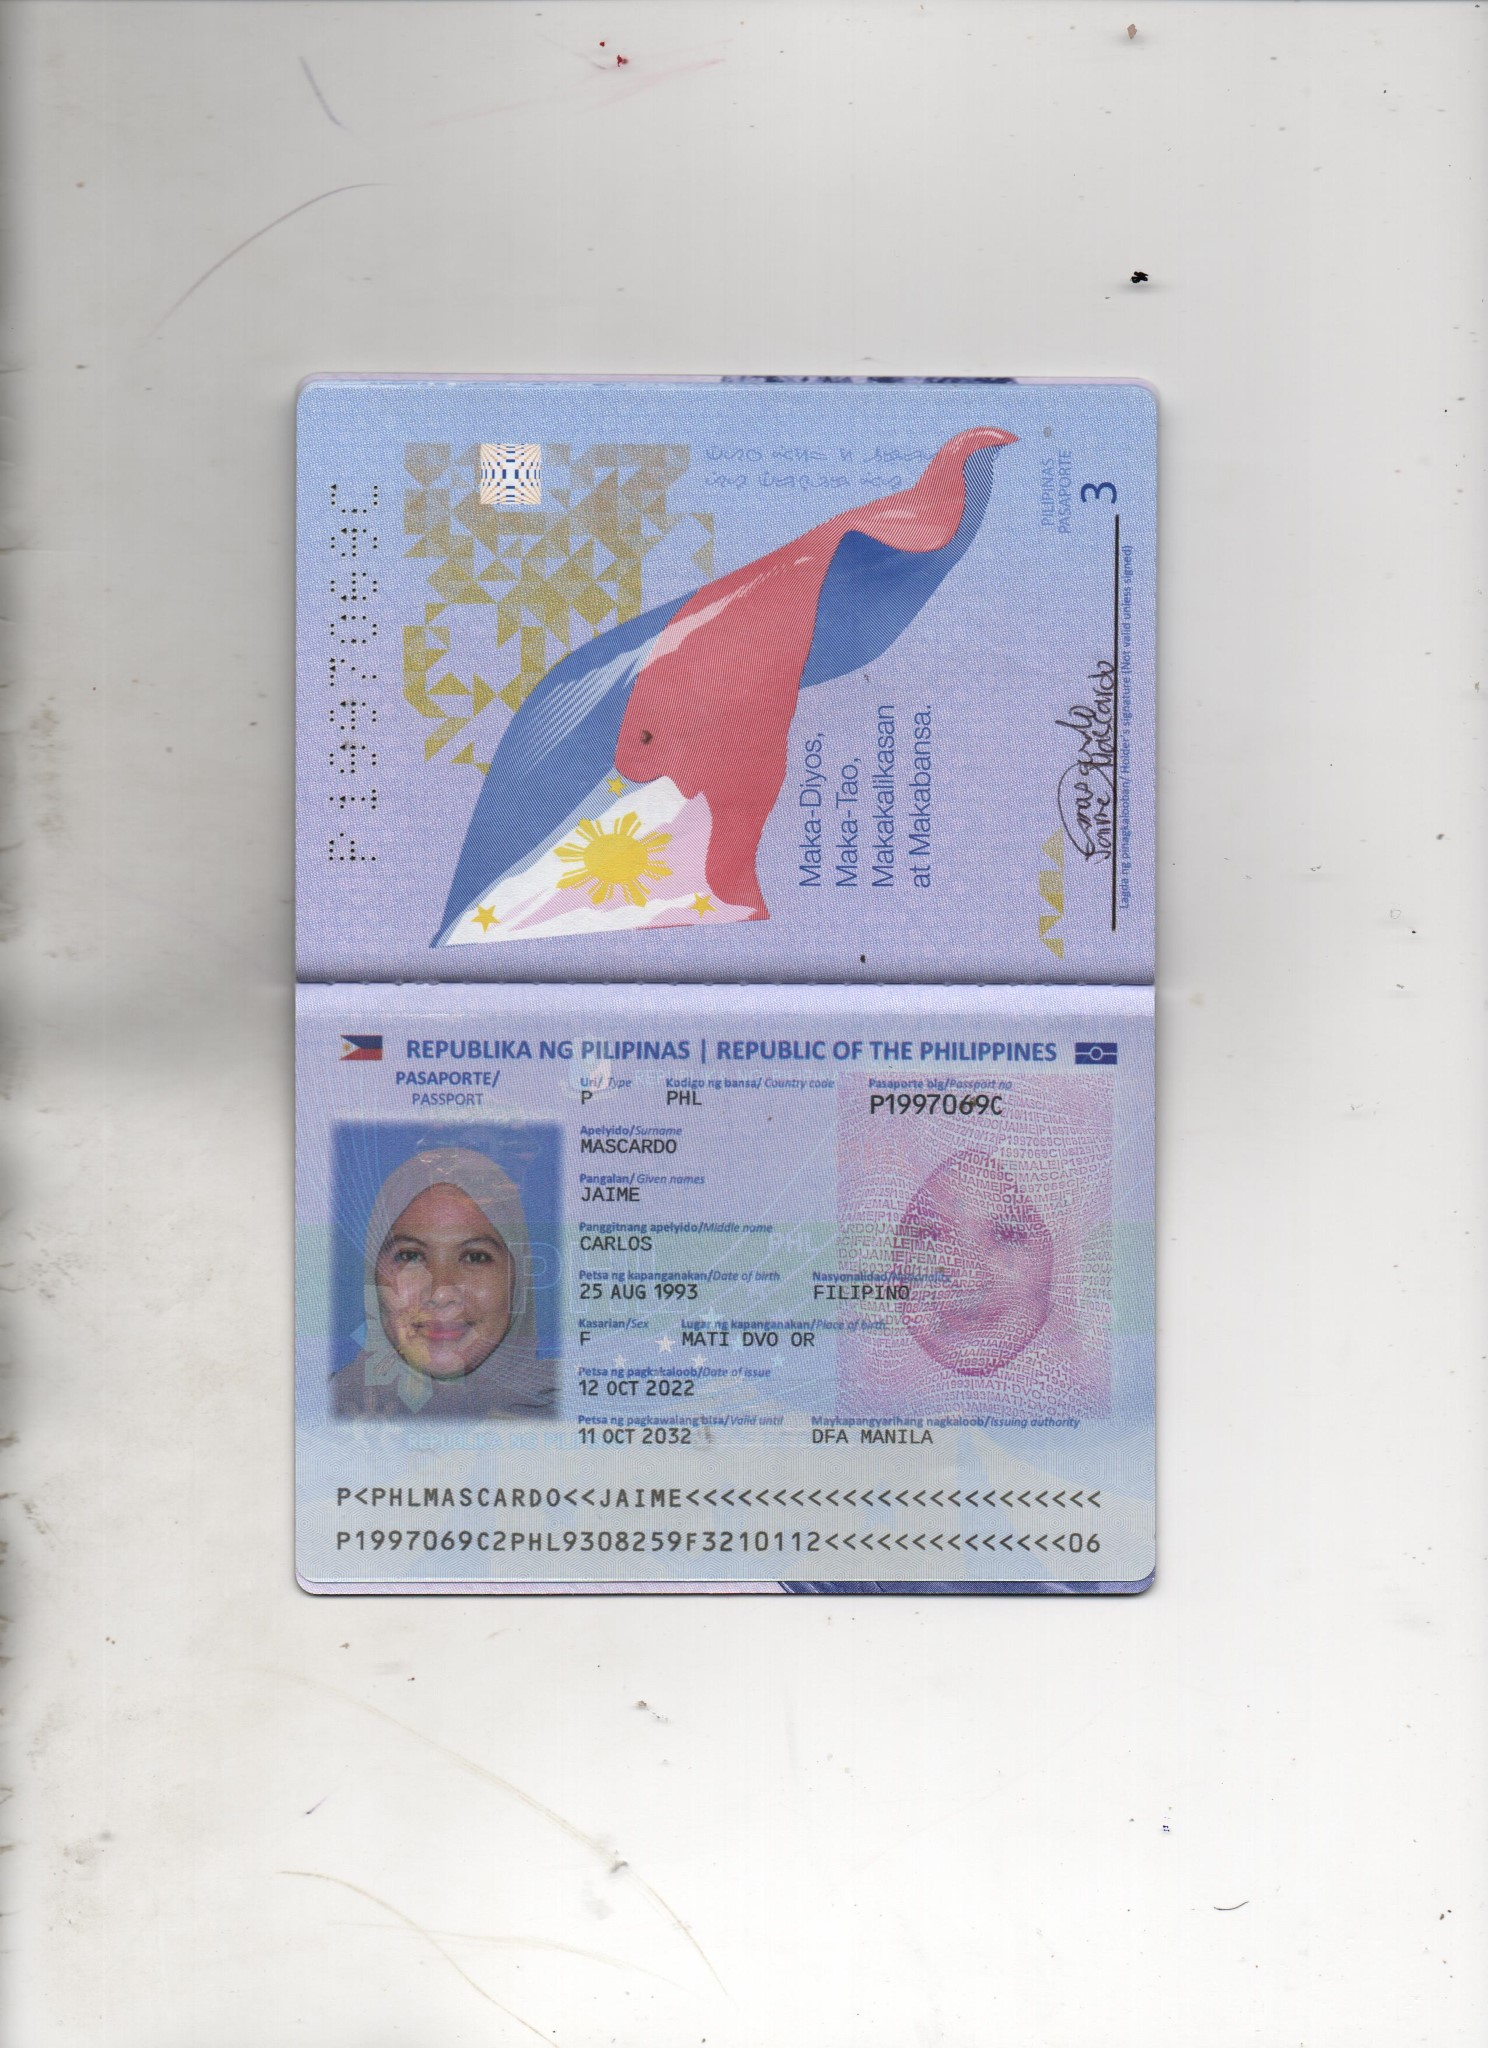 P1997069C
PILIPINAS
PASAPORTE
3
Maka-Diyos,
Maka-Tao,
Makakalikasan
at Makabansa.
Jaime Mascardo
Lagda ng pinagkalooban/ Holder's signature (Not valid unless signed)
REPUBLIKA NG PILIPINAS | REPUBLIC OF THE PHILIPPINES
PASAPORTE/
PASSPORT
Uri/ Type Kodigo ng bansa/ Country code Pasaporte blg/Passport no
P PHL P1997069C
Apelyido/Surname
MASCARDO
Pangalan/ Given names
JAIME
Panggitnang apelyido/Middle name
CARLOS
Petsa ng kapanganakan/Date of birth Nasyonalidad/Nationality
25 AUG 1993 FILIPINO
Kasarian/Sex Lugar ng kapanganakan/Place of birth
F MATI DVO OR
Petsa ng pagkakaloob/Date of issue
12 OCT 2022
Petsa ng pagkawalang bisa/Valid until Maykapangyarihang nagkaloob/Issuing authority
11 OCT 2032 DFA MANILA
P<PHLMASCARDO<<JAIME<<<<<<<<<<<<<<<<<<<<<<<<
P1997069C2PHL9308259F3210112<<<<<<<<<<<<<<06